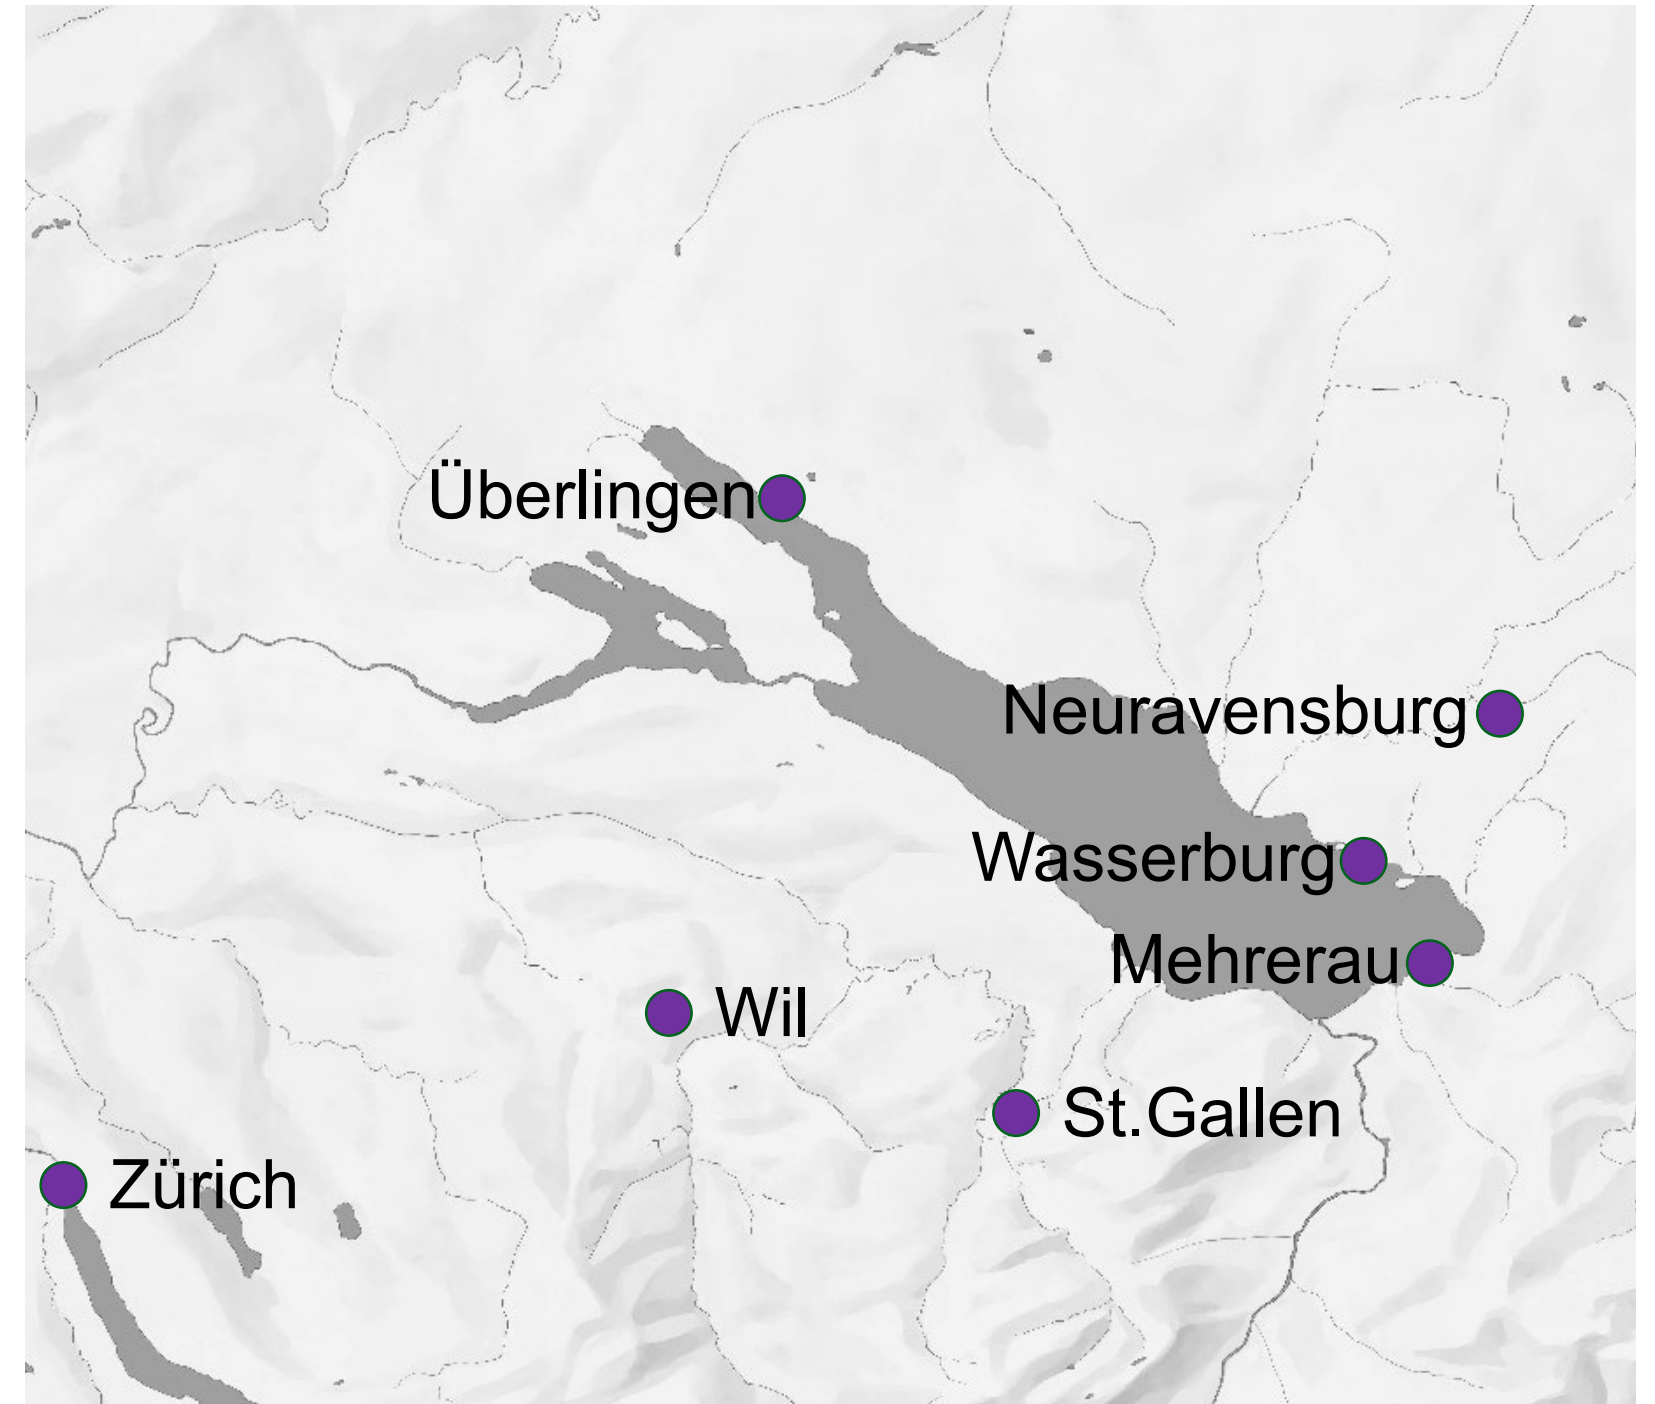 Überlingen
Neuravensburg
Wasserburg
Mehrerau
Wil
St.Gallen
Zürich